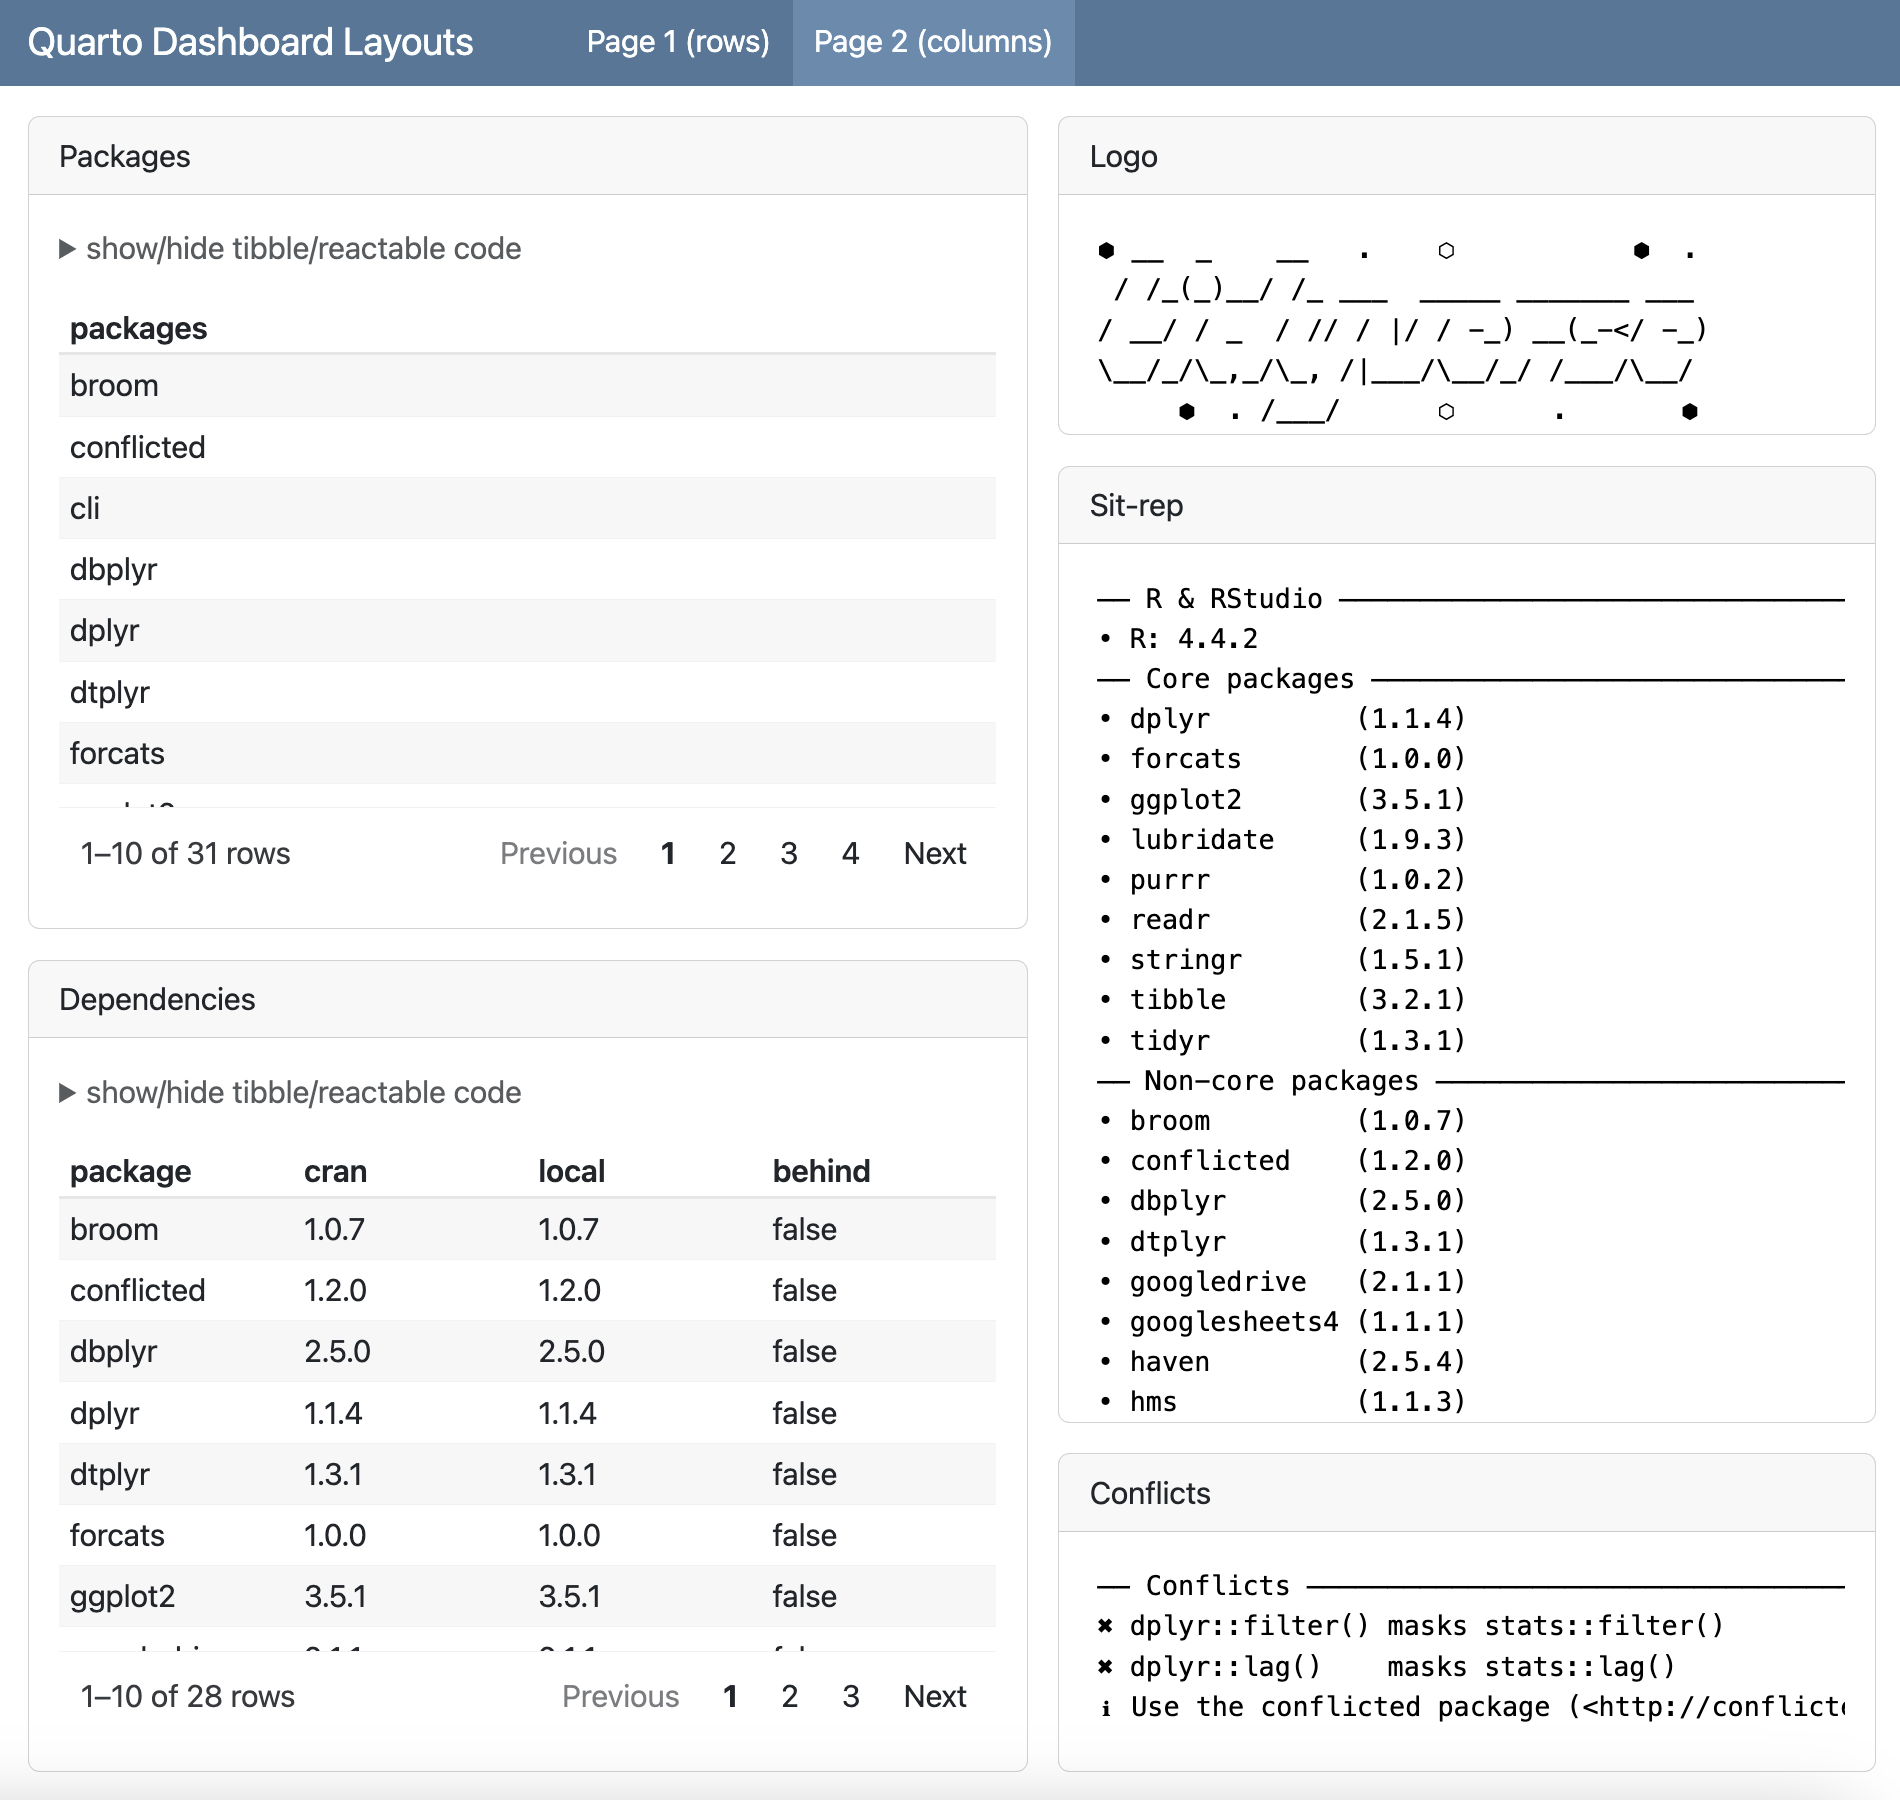 Quarto Dashboard Layouts Page 1 (rows) Page 2 (columns)
Packages
▶ show/hide tibble/reactable code
packages
broom
conflicted
cli
dbplyr
dplyr
dtplyr
forcats
1–10 of 31 rows Previous 1 2 3 4 Next
Dependencies
▶ show/hide tibble/reactable code
package cran local behind
broom 1.0.7 1.0.7 false
conflicted 1.2.0 1.2.0 false
dbplyr 2.5.0 2.5.0 false
dplyr 1.1.4 1.1.4 false
dtplyr 1.3.1 1.3.1 false
forcats 1.0.0 1.0.0 false
ggplot2 3.5.1 3.5.1 false
1–10 of 28 rows Previous 1 2 3 Next
Logo
⬢ __  _    __   .    ⬡           ⬢  .
 / /_(_)__/ /_ ___  _____ _______ ___
/ __/ / _  / // / |/ / -_) __(_-</ -_)
\__/_/\_,_/\_, /|___/\__/_/ /___/\__/
     ⬢  . /___/      ⬡      .       ⬢
Sit-rep
── R & RStudio ────────────────────────────────
• R: 4.4.2
── Core packages ──────────────────────────────
• dplyr         (1.1.4)
• forcats       (1.0.0)
• ggplot2       (3.5.1)
• lubridate     (1.9.3)
• purrr         (1.0.2)
• readr         (2.1.5)
• stringr       (1.5.1)
• tibble        (3.2.1)
• tidyr         (1.3.1)
── Non-core packages ──────────────────────────
• broom         (1.0.7)
• conflicted    (1.2.0)
• dbplyr        (2.5.0)
• dtplyr        (1.3.1)
• googledrive   (2.1.1)
• googlesheets4 (1.1.1)
• haven         (2.5.4)
• hms           (1.1.3)
Conflicts
── Conflicts ──────────────────────────────────
✖ dplyr::filter() masks stats::filter()
✖ dplyr::lag()    masks stats::lag()
ℹ Use the conflicted package (<http://conflict